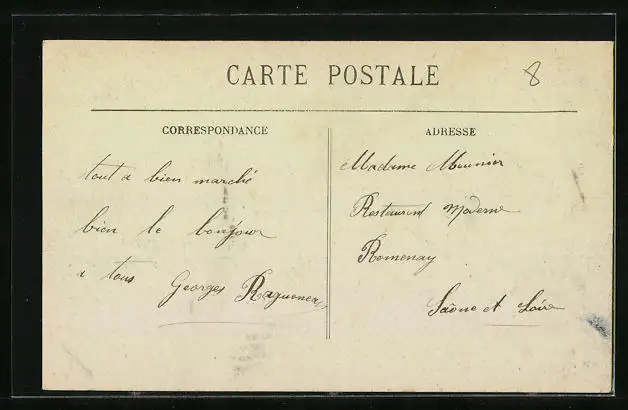 CARTE POSTALE
8
CORRESPONDANCE
tout a bien marché
bien le bonjour
à tous
Georges
ADRESSE
Madame Meunier
Restaurant Moderne
Romenay
Saône et Loire